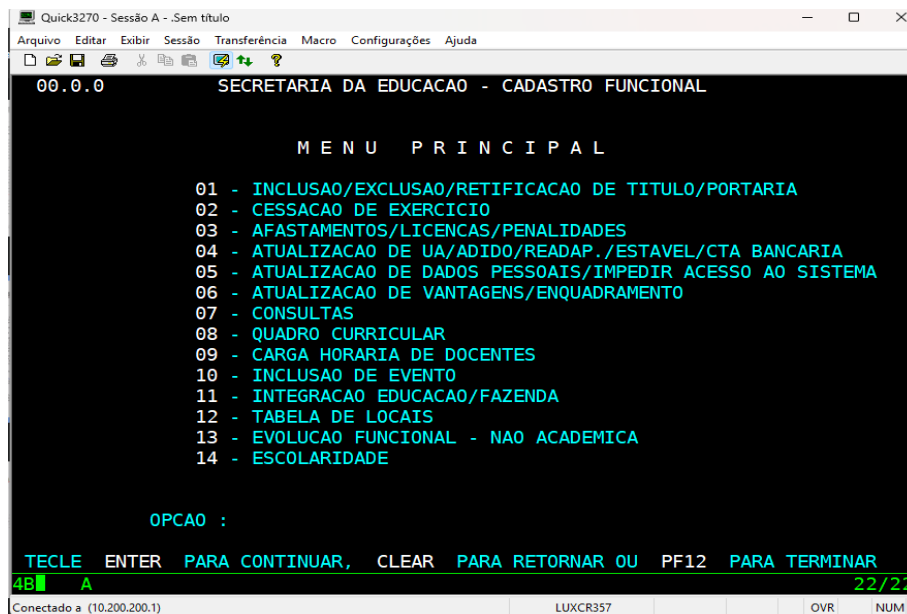 Quick3270 - Sessão A - .Sem título
Arquivo Editar Exibir Sessão Transferência Macro Configurações Ajuda
00.0.0 SECRETARIA DA EDUCACAO - CADASTRO FUNCIONAL
M E N U P R I N C I P A L
01 - INCLUSAO/EXCLUSAO/RETIFICACAO DE TITULO/PORTARIA
02 - CESSACAO DE EXERCICIO
03 - AFASTAMENTOS/LICENCAS/PENALIDADES
04 - ATUALIZACAO DE UA/ADIDO/READAP./ESTAVEL/CTA BANCARIA
05 - ATUALIZACAO DE DADOS PESSOAIS/IMPEDIR ACESSO AO SISTEMA
06 - ATUALIZACAO DE VANTAGENS/ENQUADRAMENTO
07 - CONSULTAS
08 - QUADRO CURRICULAR
09 - CARGA HORARIA DE DOCENTES
10 - INCLUSAO DE EVENTO
11 - INTEGRACAO EDUCACAO/FAZENDA
12 - TABELA DE LOCAIS
13 - EVOLUCAO FUNCIONAL - NAO ACADEMICA
14 - ESCOLARIDADE
OPCAO :
TECLE ENTER PARA CONTINUAR, CLEAR PARA RETORNAR OU PF12 PARA TERMINAR
4B A 22/22
Conectado a (10.200.200.1) LUXCR357 OVR NUM